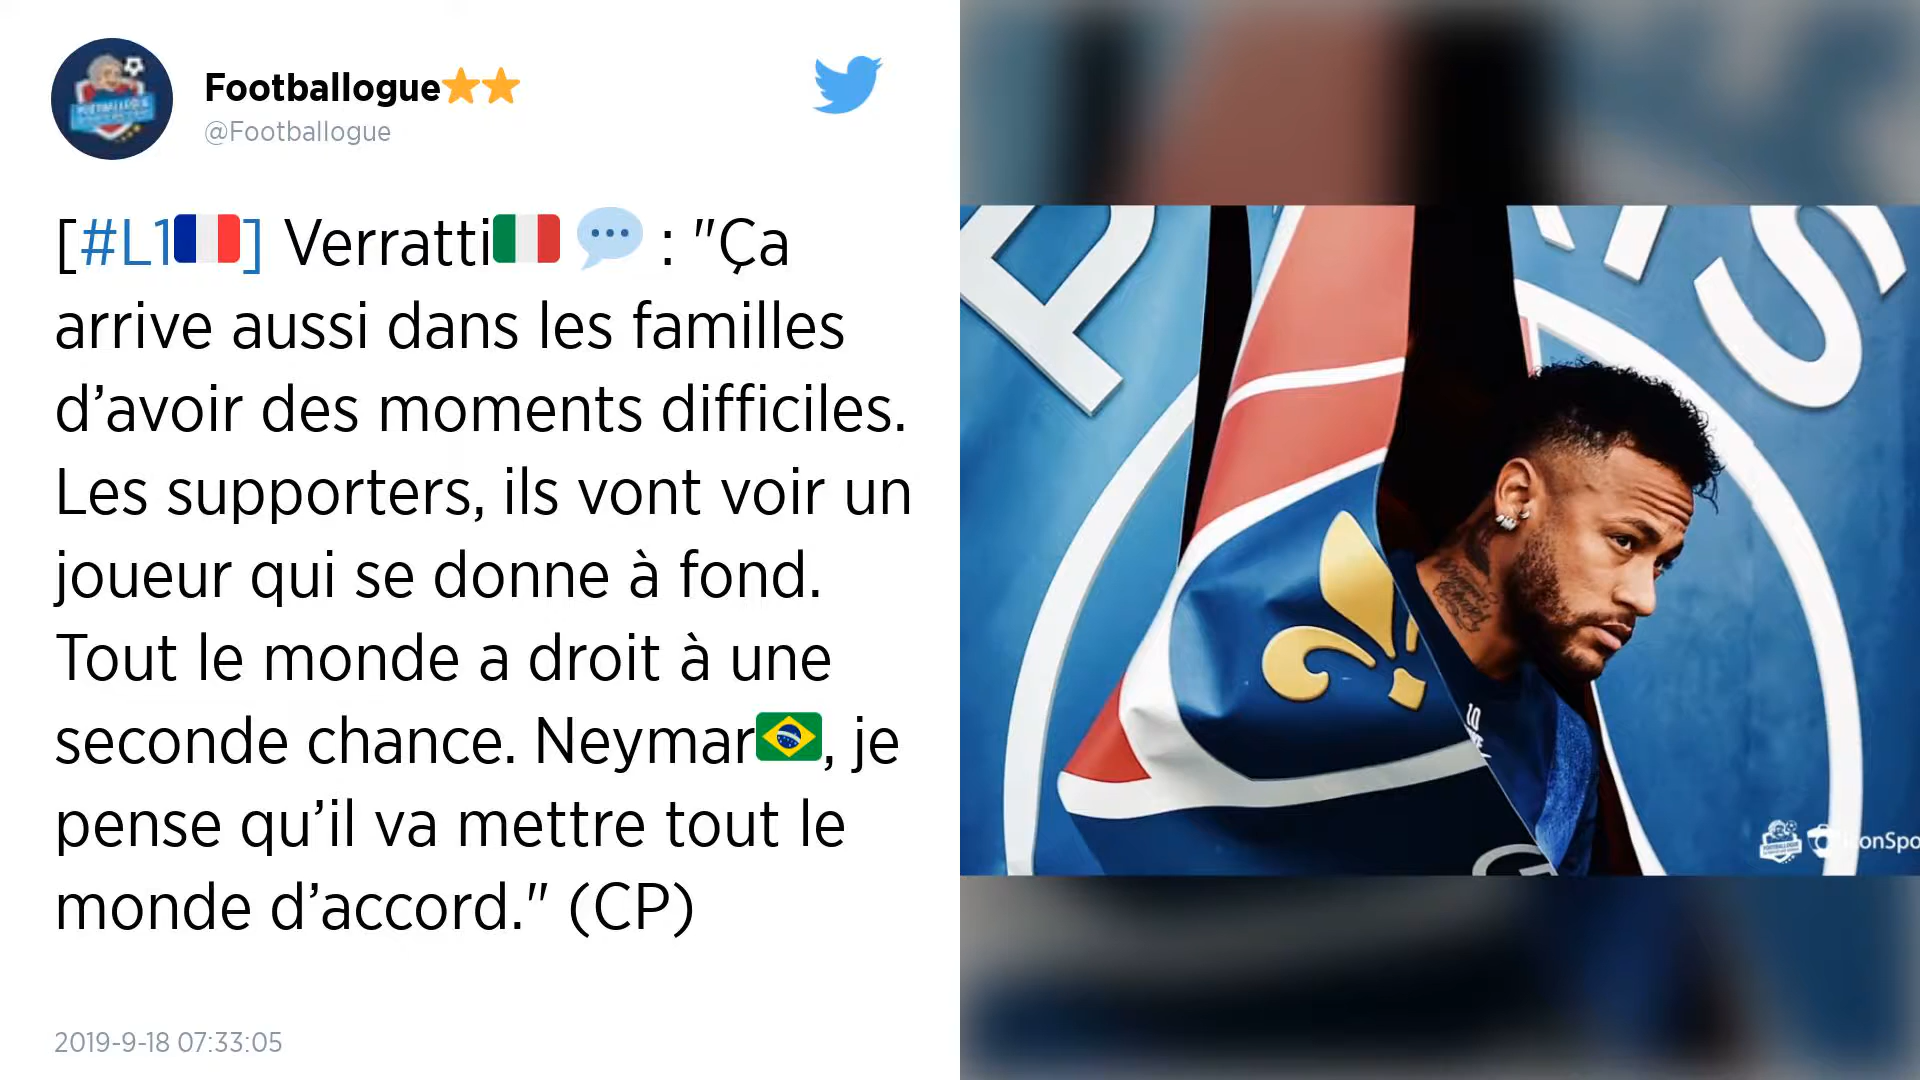 Footballogue⭐⭐
@Footballogue
[#L1🇫🇷] Verratti🇮🇹 💬 : "Ça
arrive aussi dans les familles
d’avoir des moments difficiles.
Les supporters, ils vont voir un
joueur qui se donne à fond.
Tout le monde a droit à une
seconde chance. Neymar🇧🇷, je
pense qu’il va mettre tout le
monde d’accord." (CP)
2019-9-18 07:33:05